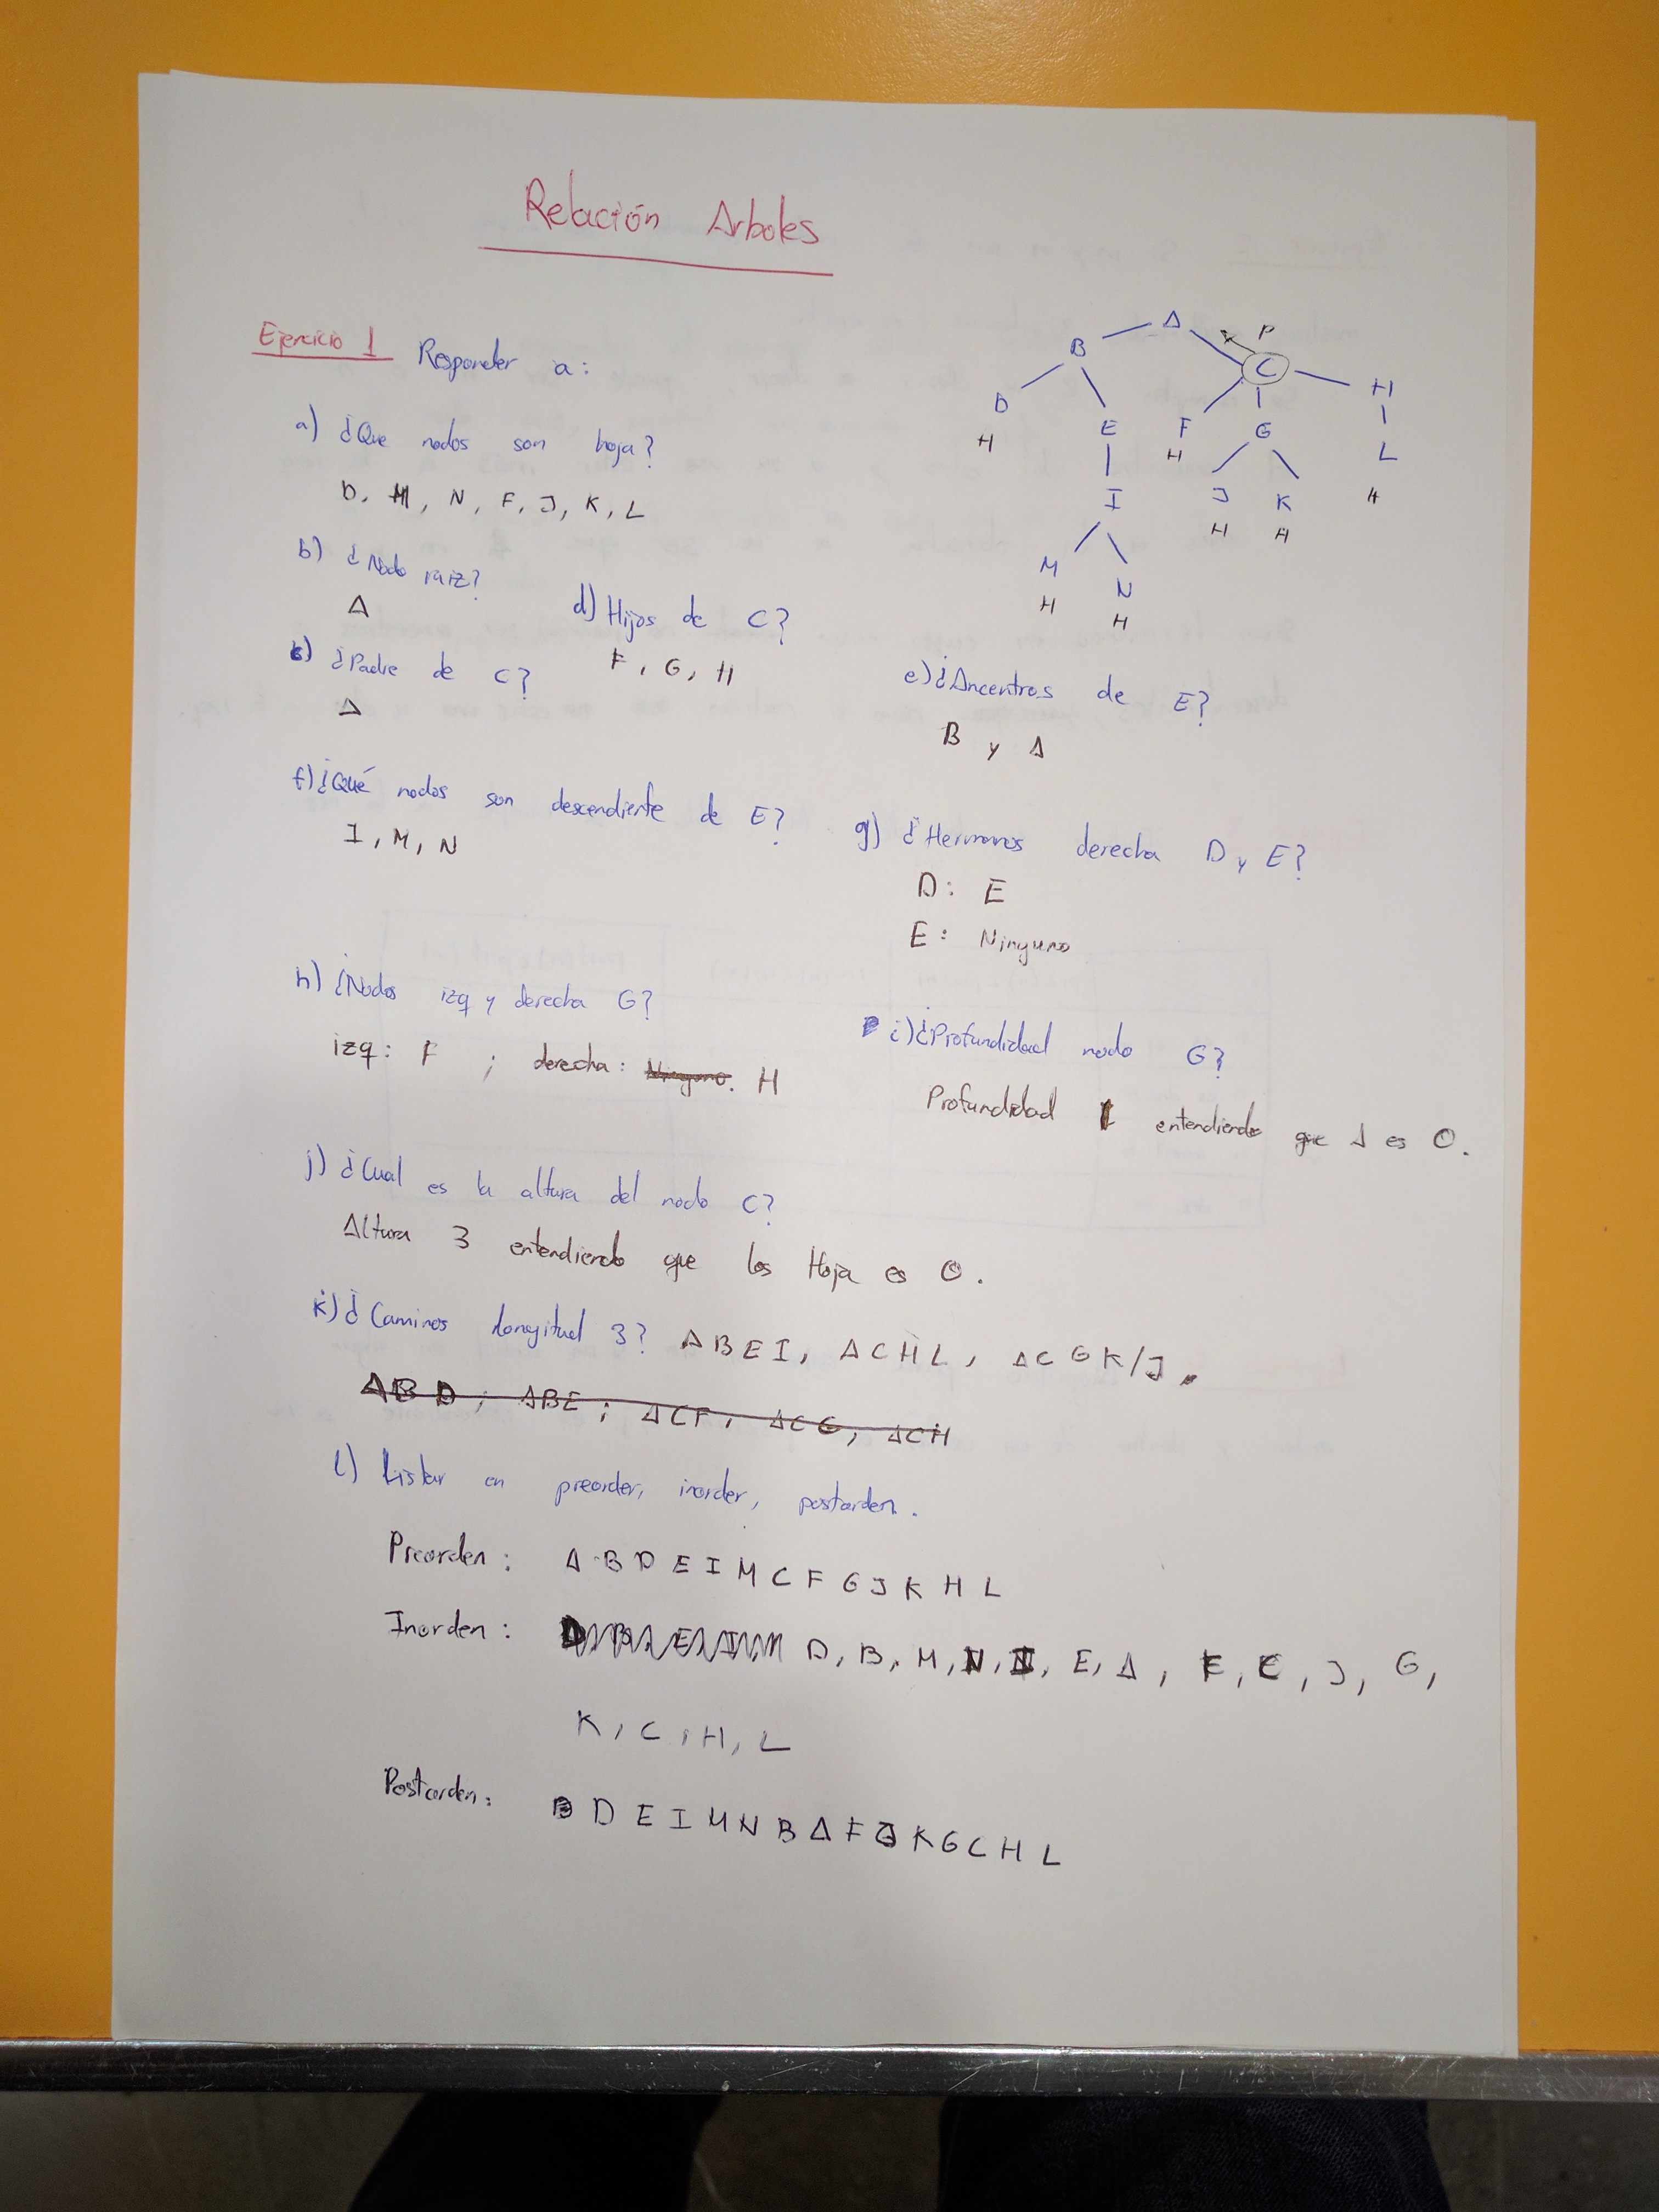 Relación Arboles
Ejercicio 1 Responder a:
A
P
B
C
H
D
E
F
G
L
H
H
I
J
K
H
H
H
M
N
H
H
a) ¿Que nodos son hoja?
D, M, N, F, J, K, L
b) ¿Nodo raiz?
A
c) ¿Padre de C?
A
d) Hijos de C?
F, G, H
e) ¿Ancentros de E?
B y A
f) ¿Qué nodos son descendiente de E?
I, M, N
g) ¿Hermanos derecha D y E?
D: E
E: Ninguno
h) ¿Nodos izq y derecha G?
izq: F ; derecha: Ninguno. H
i) ¿Profundidad nodo G?
Profundidad entendiendo que A es 0.
j) ¿Cual es la altura del nodo C?
Altura 3 entendiendo que los Hoja es 0.
k) ¿Caminos longitud 3? ABEI, ACHL, ACGK/J.
ABD; ABE; ACF, ACG, ACH
l) Listar en preorder, inorder, postorden.
Preorden: A B D E I M C F G J K H L
Inorden: D, B, E, I, M D, B, M, N, I, E, A, F, C, J, G,
K, C, H, L
Postorden: D E I M N B A F J K G C H L